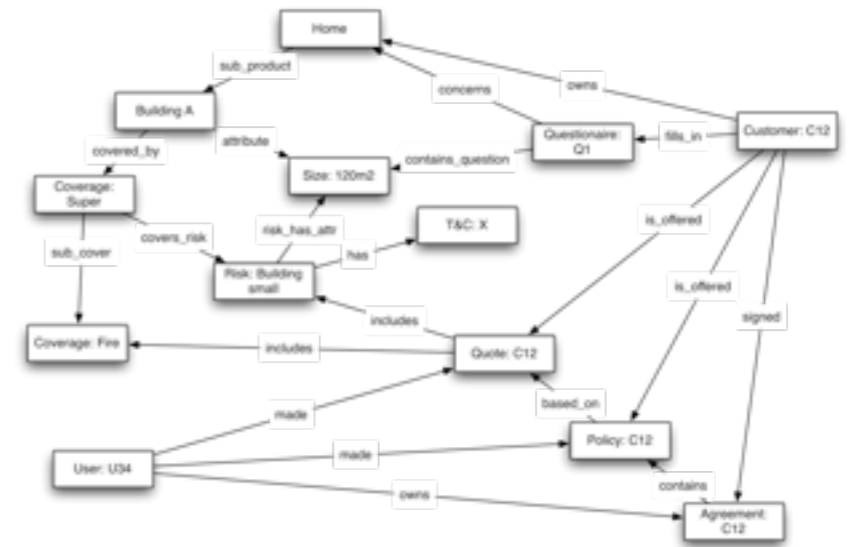 Home
sub_product
owns
concerns
Building A
Customer: C12
attribute
Questionaire:
Q1
fills_in
covered_by
contains_question
Coverage:
Super
Size: 120m2
T&C: X
is_offered
risk_has_attr
covers_risk
sub_cover
has
Risk: Building
small
is_offered
signed
includes
Coverage: Fire
includes
Quote: C12
based_on
made
Policy: C12
made
User: U34
contains
owns
Agreement:
C12